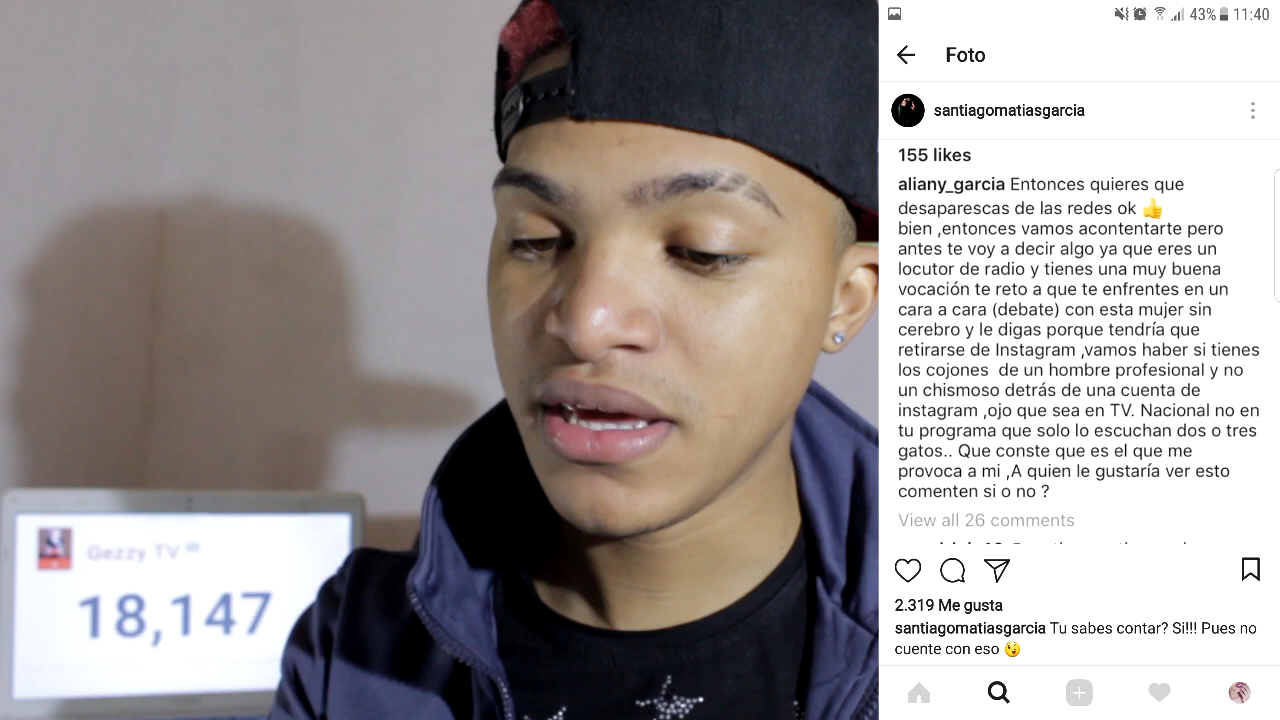 Gezzy TV
18,147
43% 11:40
Foto
santiagomatiasgarcia
155 likes
aliany_garcia Entonces quieres que
desaparescas de las redes ok 👍
bien ,entonces vamos acontentarte pero
antes te voy a decir algo ya que eres un
locutor de radio y tienes una muy buena
vocación te reto a que te enfrentes en un
cara a cara (debate) con esta mujer sin
cerebro y le digas porque tendría que
retirarse de Instagram ,vamos haber si tienes
los cojones de un hombre profesional y no
un chismoso detrás de una cuenta de
instagram ,ojo que sea en TV. Nacional no en
tu programa que solo lo escuchan dos o tres
gatos.. Que conste que es el que me
provoca a mi ,A quien le gustaría ver esto
comenten si o no ?
View all 26 comments
2.319 Me gusta
santiagomatiasgarcia Tu sabes contar? Si!!! Pues no
cuente con eso 😉